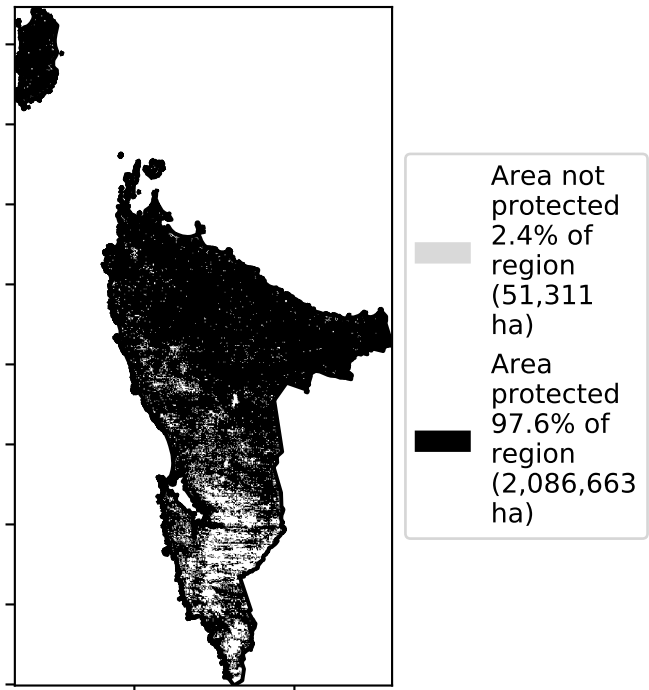 Area not
protected
2.4% of
region
(51,311
ha)
Area
protected
97.6% of
region
(2,086,663
ha)